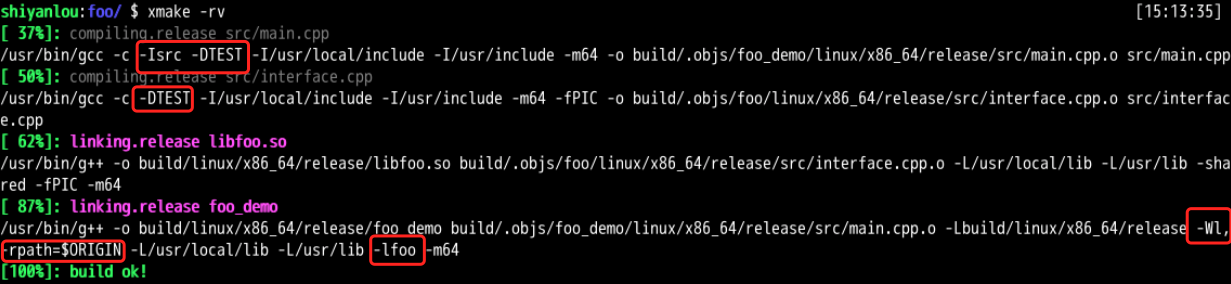 shiyanlou:foo/ $ xmake -rv [15:13:35]
[ 37%]: compiling.release src/main.cpp
/usr/bin/gcc -c -Isrc -DTEST -I/usr/local/include -I/usr/include -m64 -o build/.objs/foo_demo/linux/x86_64/release/src/main.cpp.o src/main.cpp
[ 50%]: compiling.release src/interface.cpp
/usr/bin/gcc -c -DTEST -I/usr/local/include -I/usr/include -m64 -fPIC -o build/.objs/foo/linux/x86_64/release/src/interface.cpp.o src/interfac
e.cpp
[ 62%]: linking.release libfoo.so
/usr/bin/g++ -o build/linux/x86_64/release/libfoo.so build/.objs/foo/linux/x86_64/release/src/interface.cpp.o -L/usr/local/lib -L/usr/lib -sha
red -fPIC -m64
[ 87%]: linking.release foo_demo
/usr/bin/g++ -o build/linux/x86_64/release/foo_demo build/.objs/foo_demo/linux/x86_64/release/src/main.cpp.o -Lbuild/linux/x86_64/release -Wl,
-rpath=$ORIGIN -L/usr/local/lib -L/usr/lib -lfoo -m64
[100%]: build ok!